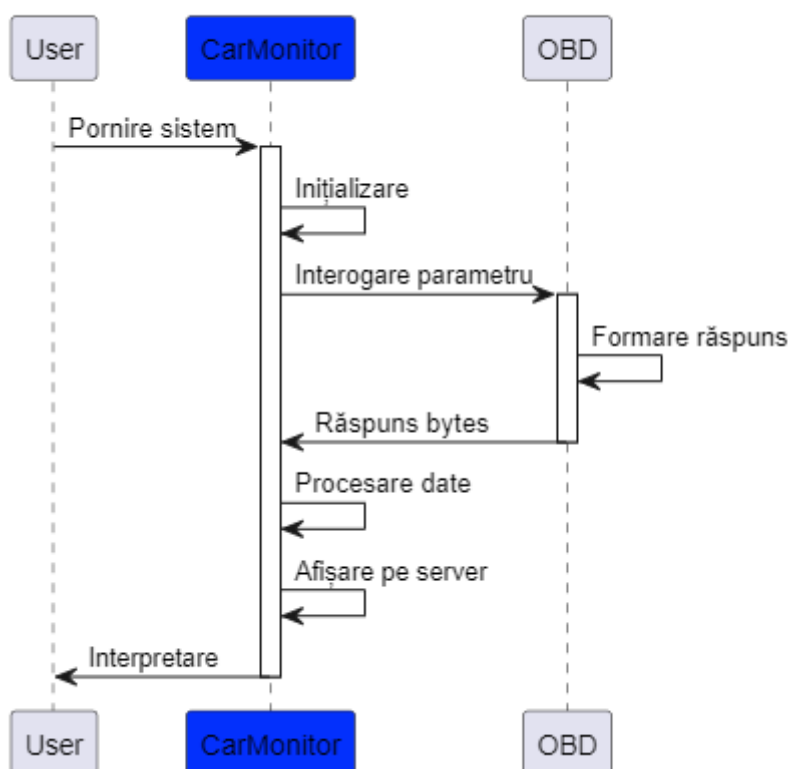 User
CarMonitor
OBD
Pornire sistem
Inițializare
Interogare parametru
Formare răspuns
Răspuns bytes
Procesare date
Afișare pe server
Interpretare
User
CarMonitor
OBD